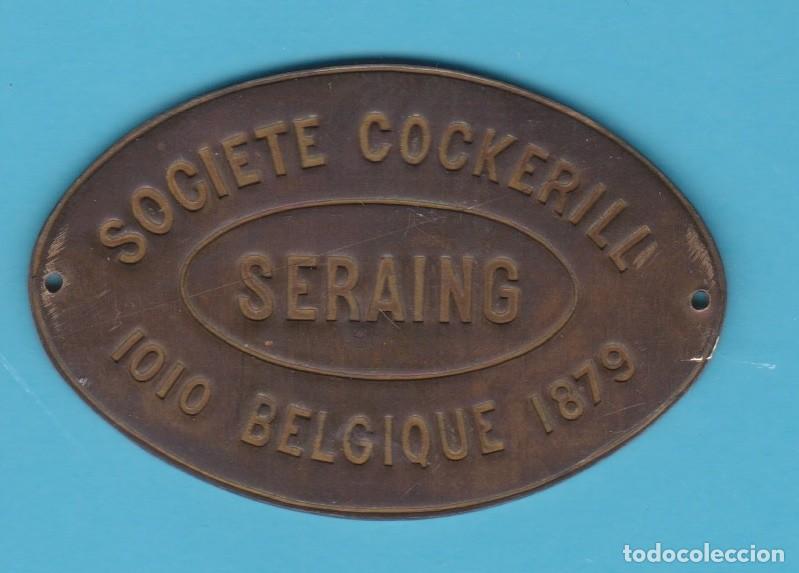 SOCIETE COCKERILL
SERAING
1010 BELGIQUE 1879
todocoleccion